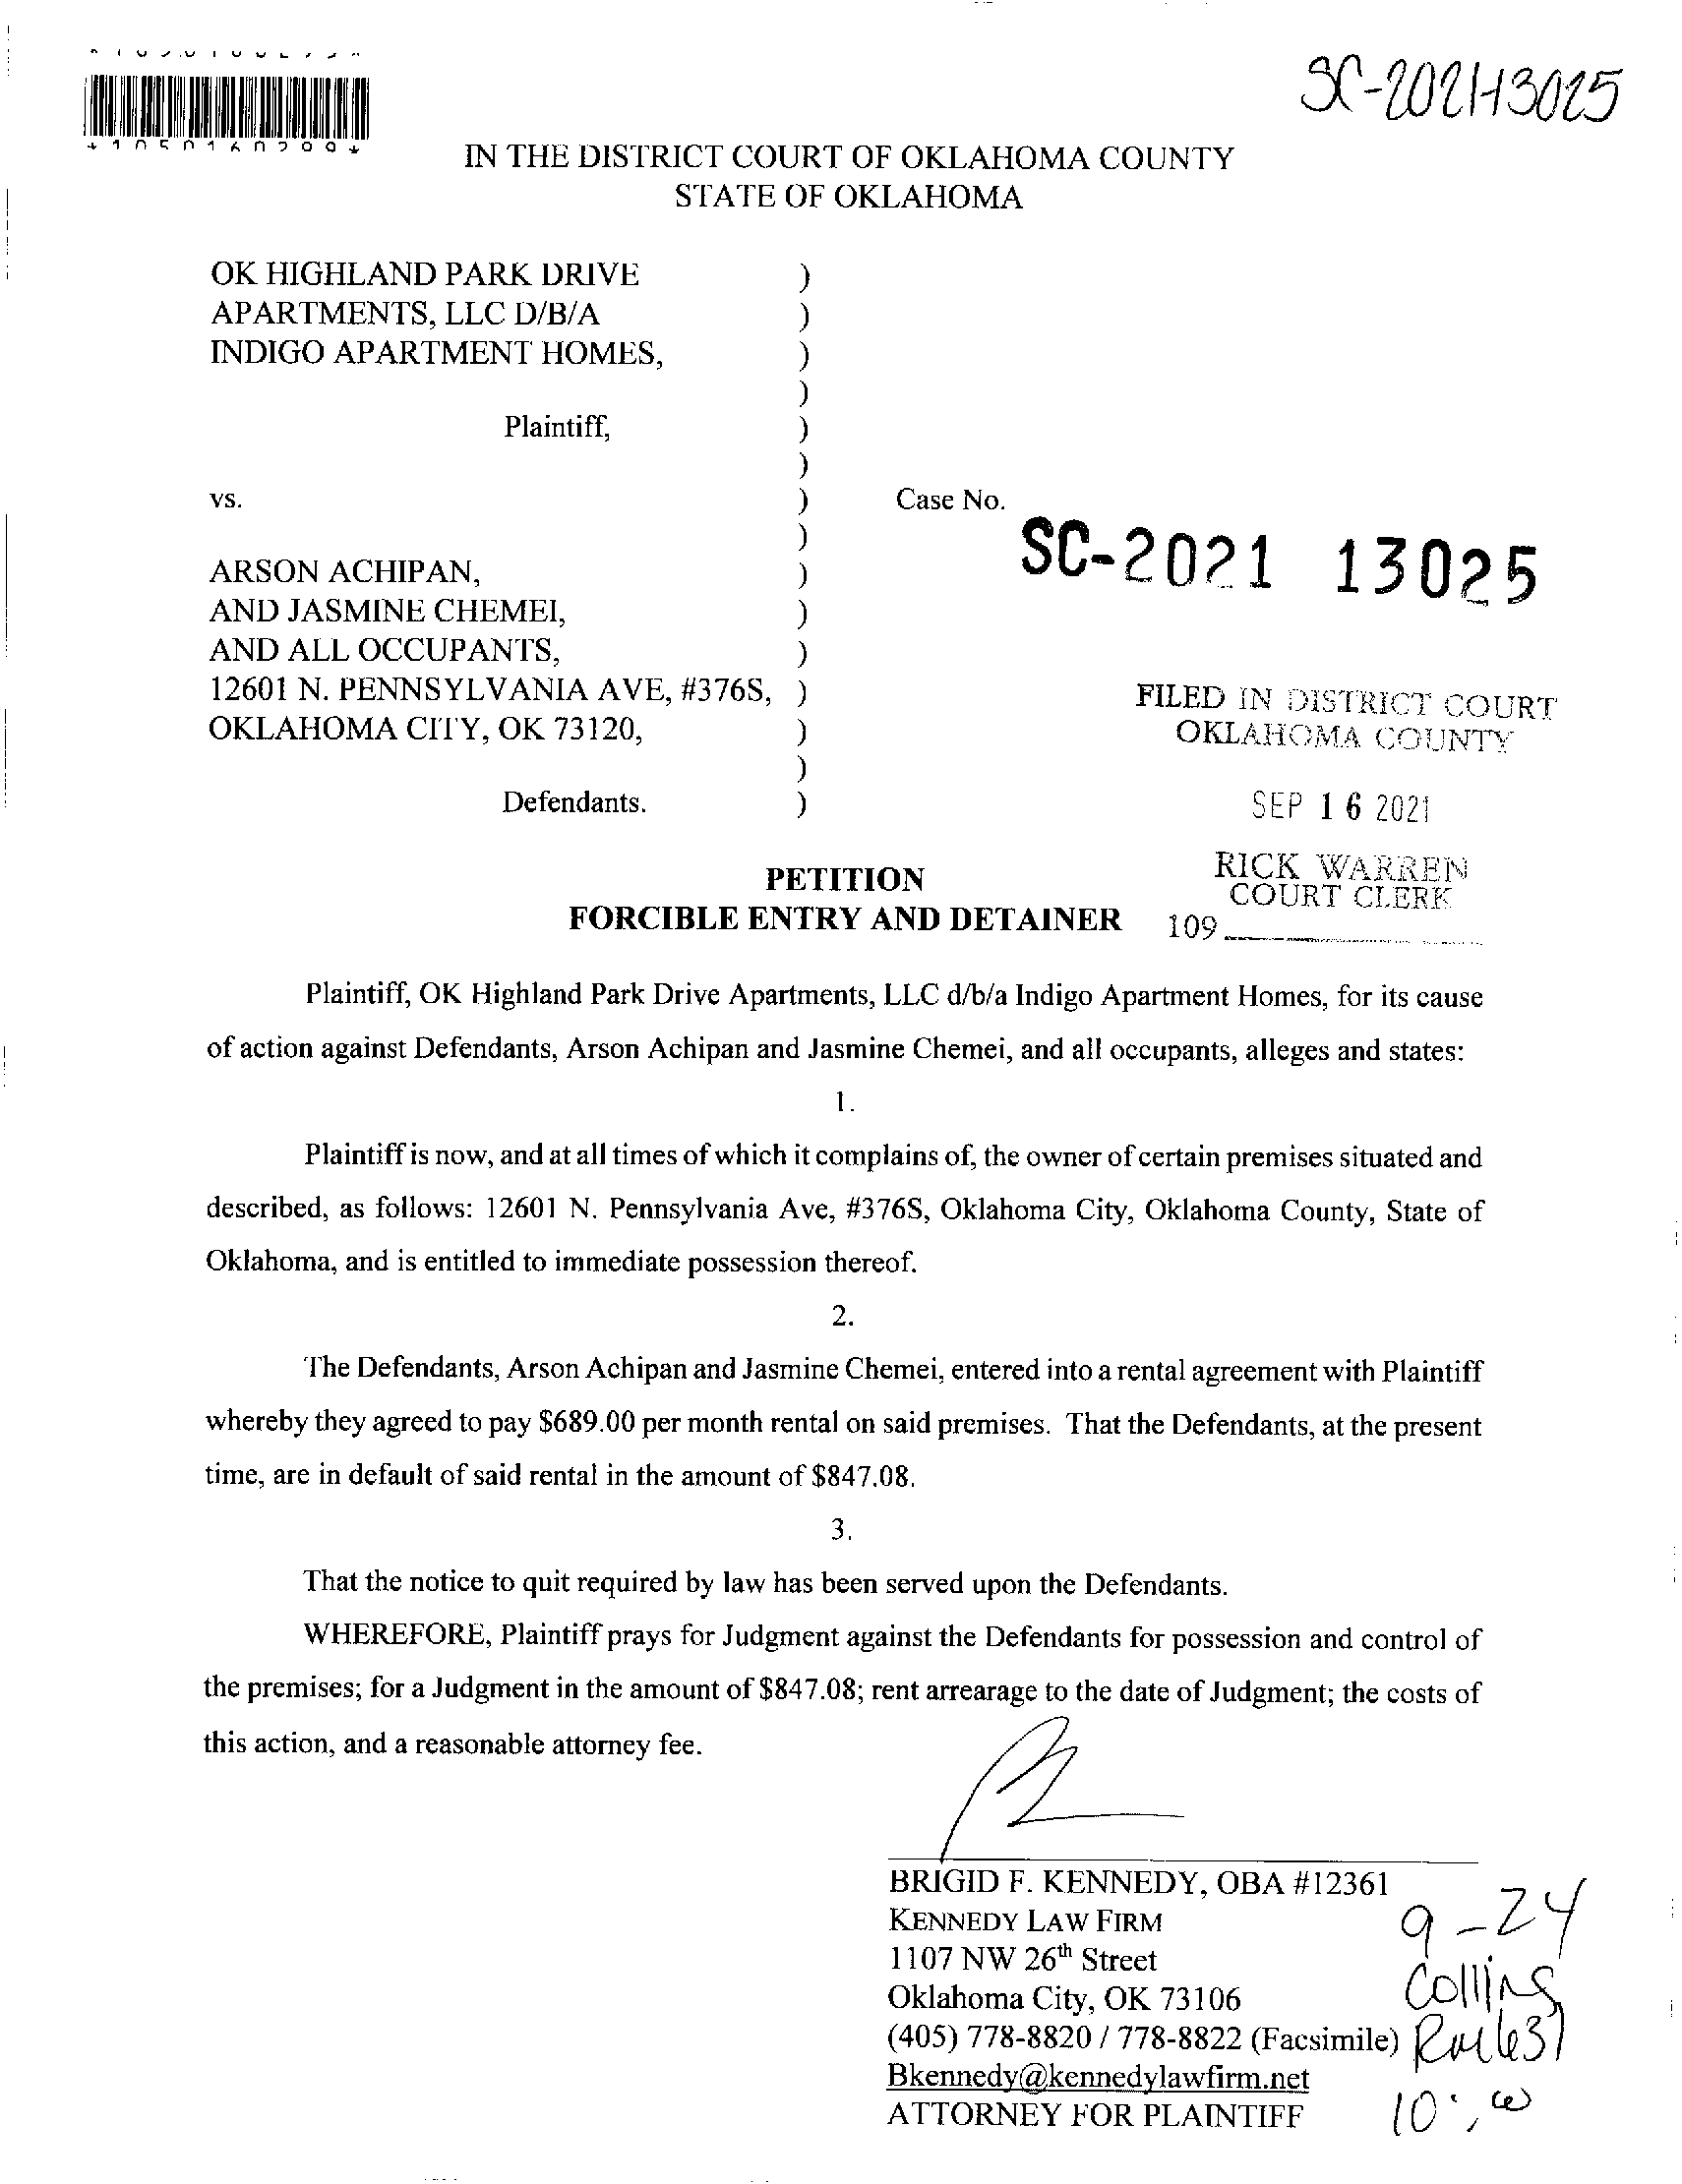 SC-2021-13025
IN THE DISTRICT COURT OF OKLAHOMA COUNTY
STATE OF OKLAHOMA
OK HIGHLAND PARK DRIVE )
APARTMENTS, LLC D/B/A )
INDIGO APARTMENT HOMES, )
)
Plaintiff, )
)
vs. ) Case No.
)
SC-2021 13025
ARSON ACHIPAN, )
AND JASMINE CHEMEI, )
AND ALL OCCUPANTS, )
12601 N. PENNSYLVANIA AVE, #376S, )
OKLAHOMA CITY, OK 73120, )
)
Defendants. )
FILED IN DISTRICT COURT
OKLAHOMA COUNTY
SEP 16 2021
RICK WARREN
COURT CLERK
109
PETITION
FORCIBLE ENTRY AND DETAINER
Plaintiff, OK Highland Park Drive Apartments, LLC d/b/a Indigo Apartment Homes, for its cause
of action against Defendants, Arson Achipan and Jasmine Chemei, and all occupants, alleges and states:
1.
Plaintiff is now, and at all times of which it complains of, the owner of certain premises situated and
described, as follows: 12601 N. Pennsylvania Ave, #376S, Oklahoma City, Oklahoma County, State of
Oklahoma, and is entitled to immediate possession thereof.
2.
The Defendants, Arson Achipan and Jasmine Chemei, entered into a rental agreement with Plaintiff
whereby they agreed to pay $689.00 per month rental on said premises. That the Defendants, at the present
time, are in default of said rental in the amount of $847.08.
3.
That the notice to quit required by law has been served upon the Defendants.
WHEREFORE, Plaintiff prays for Judgment against the Defendants for possession and control of
the premises; for a Judgment in the amount of $847.08; rent arrearage to the date of Judgment; the costs of
this action, and a reasonable attorney fee.
BRIGID F. KENNEDY, OBA #12361
KENNEDY LAW FIRM
1107 NW 26th Street
Oklahoma City, OK 73106
(405) 778-8820 / 778-8822 (Facsimile)
Bkennedy@kennedylawfirm.net
ATTORNEY FOR PLAINTIFF
9-24
Collins